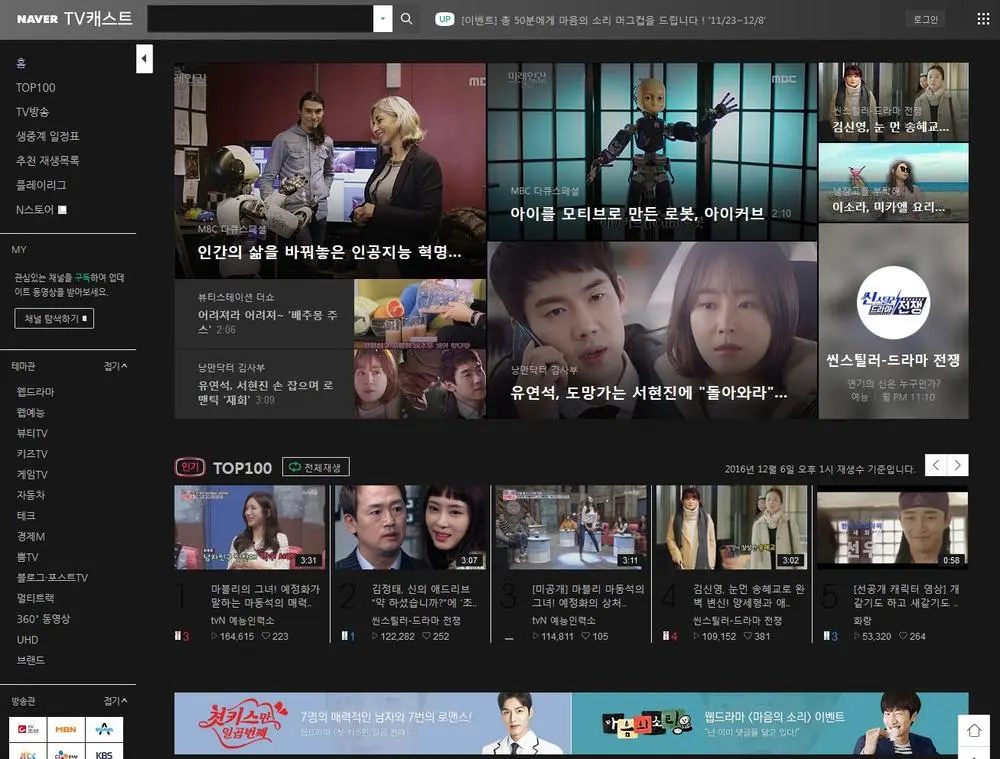 NAVER TV캐스트
UP [이벤트] 총 50분에게 마음의 소리 머그컵을 드립니다 ! '11/23~12/8'
로그인
홈
TOP100
TV방송
생중계 일정표
추천 재생목록
플레이리그
N스토어
MY
관심있는 채널을 구독하여 업데
이트 동영상을 받아보세요.
채널 탐색하기
테마관
접기
웹드라마
웹예능
뷰티TV
키즈TV
게임TV
자동차
테크
경제M
뿜TV
블로그·포스트TV
멀티트랙
360° 동영상
UHD
브랜드
방송관
접기
MBN
KBS
MBC 다큐스페셜
인간의 삶을 바꿔놓은 인공지능 혁명...
뷰티스테이션 더쇼
어려져라 어려져~ '배추몽 주
스' 2:06
낭만닥터 김사부
유연석, 서현진 손 잡으며 로
맨틱 '재회' 3:09
MBC
MBC 다큐스페셜
아이를 모티브로 만든 로봇, 아이커브 2:10
낭만닥터 김사부
유연석, 도망가는 서현진에 "돌아와라"...
씬스틸러-드라마 전쟁
김신영, 눈 먼 송혜교...
냉장고를 부탁해
이소라, 미카엘 요리...
씬스틸러
드라마전쟁
씬스틸러-드라마 전쟁
연기의 신은 누구인가?
예능 월 PM 11:10
인기 TOP100
전체재생
2016년 12월 6일 오후 1시 재생수 기준입니다.
3:31
1
마블리의 그녀! 예정화가
말하는 마동석의 매력..
tvN 예능인력소
3
164,615 223
3:07
2
김정태, 신의 애드리브
"약 하셨습니까?"에 '초..
씬스틸러-드라마 전쟁
1
122,282 252
3:11
3
[미공개] 마블리 마동석의
그녀! 예정화의 상처..
tvN 예능인력소
114,811 105
3:02
4
김신영, 눈먼 송혜교로 완
벽 변신! 양세형과 애..
씬스틸러-드라마 전쟁
4
109,152 381
0:58
5
[선공개 캐릭터 영상] 개
같기도 하고 새같기도 ..
화랑
3
53,320 264
첫키스만
일곱번째
7명의 매력적인 남자와 7번의 로맨스!
웹드라마 <첫 키스만 일곱 번째>
마음의소리
웹드라마 <마음의 소리> 이벤트
"넌 이미 댓글을 달고 있다!"